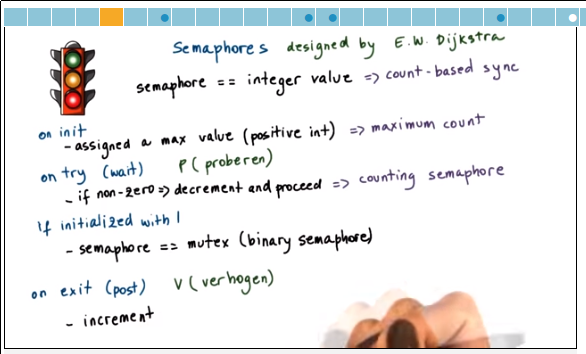 Semaphores designed by E.W. Dijkstra
semaphore == integer value => count-based sync
on init
- assigned a max value (positive int) => maximum count
on try (wait) P (proberen)
- if non-zero => decrement and proceed => counting semaphore
If initialized with 1
- semaphore == mutex (binary semaphore)
on exit (post) V (verhogen)
- increment